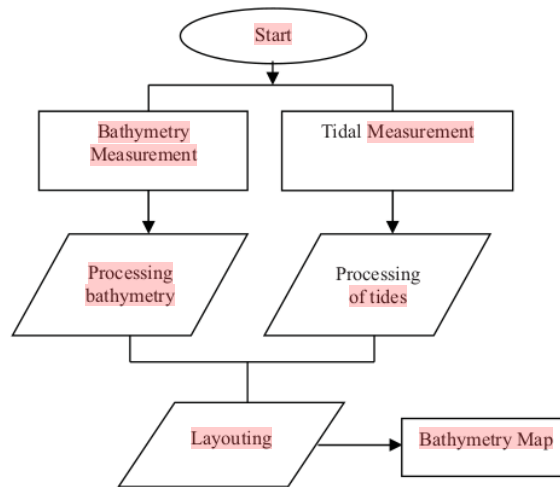 Start
Bathymetry
Measurement
Tidal Measurement
Processing
bathymetry
Processing
of tides
Layouting
Bathymetry Map